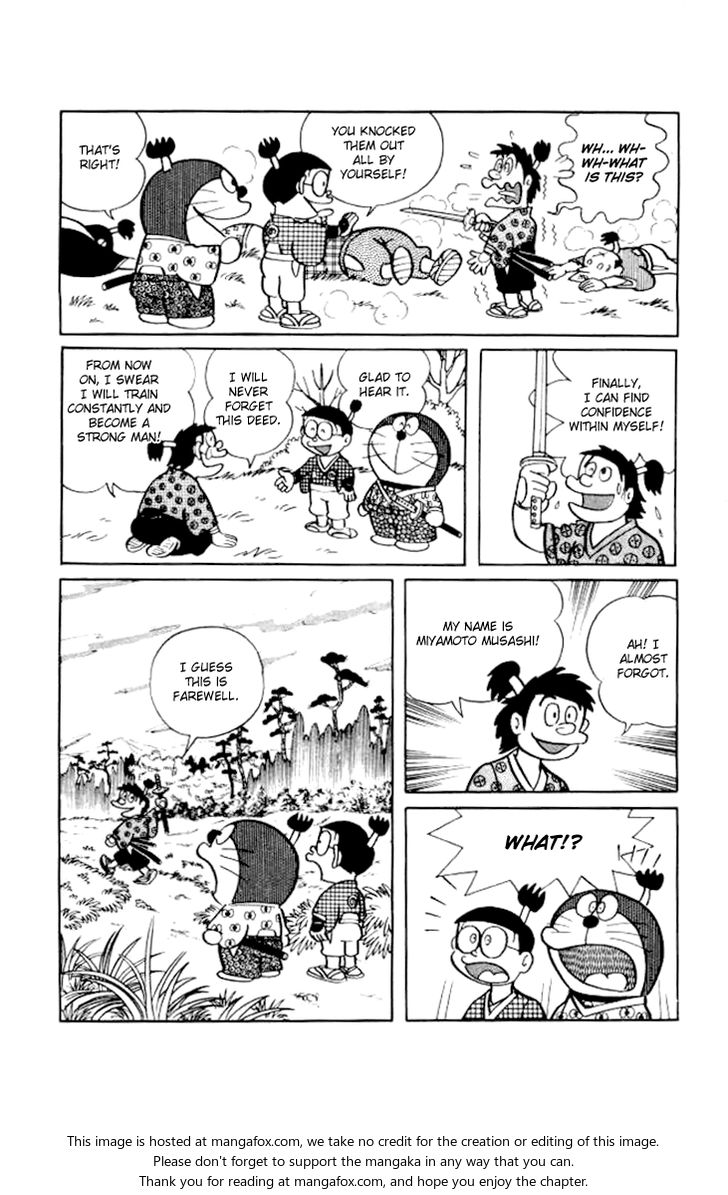 WH... WH-
WH-WHAT
IS THIS?
YOU KNOCKED
THEM OUT
ALL BY
YOURSELF!
THAT'S
RIGHT!
FINALLY,
I CAN FIND
CONFIDENCE
WITHIN MYSELF!
GLAD TO
HEAR IT.
I WILL
NEVER
FORGET
THIS DEED.
FROM NOW
ON, I SWEAR
I WILL TRAIN
CONSTANTLY AND
BECOME A
STRONG MAN!
AH! I
ALMOST
FORGOT.
MY NAME IS
MIYAMOTO MUSASHI!
WHAT!?
I GUESS
THIS IS
FAREWELL.
This image is hosted at mangafox.com, we take no credit for the creation or editing of this image.
Please don't forget to support the mangaka in any way that you can.
Thank you for reading at mangafox.com, and hope you enjoy the chapter.